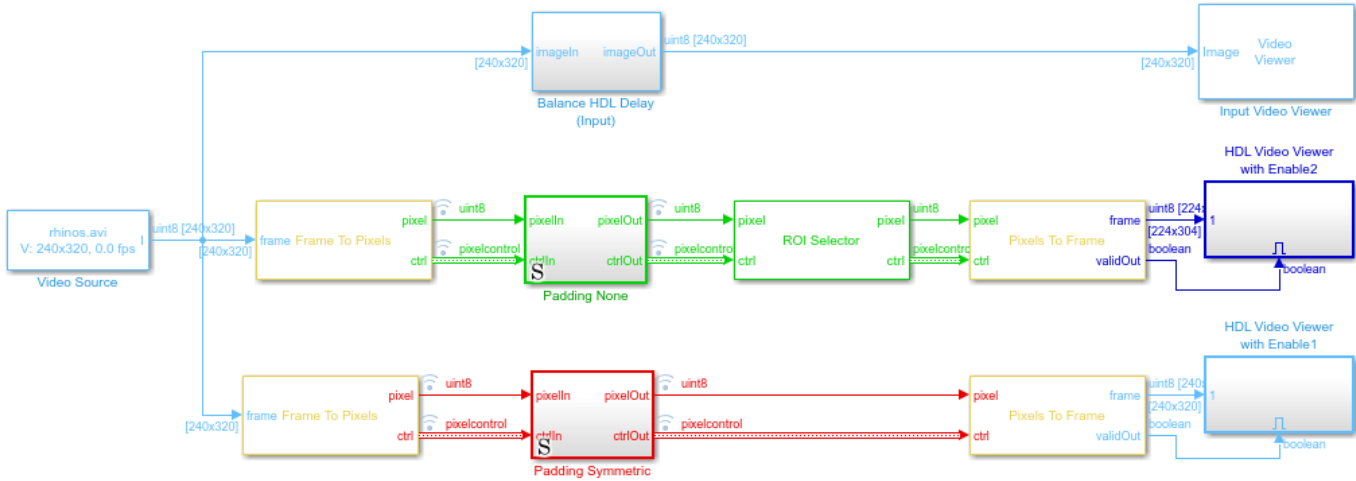 imageIn
imageOut
uint8 [240x320]
[240x320]
[240x320]
Image
Video
Viewer
Balance HDL Delay
(Input)
Input Video Viewer
HDL Video Viewer
with Enable2
rhinos.avi
V: 240x320, 0.0 fps
I
Video Source
uint8 [240x320]
[240x320]
frame
Frame To Pixels
pixel
ctrl
uint8
pixelcontrol
pixelIn
pixelOut
ctrlIn
ctrlOut
S
Padding None
uint8
pixelcontrol
pixel
pixel
ROI Selector
ctrl
ctrl
uint8
pixelcontro
pixel
ctrl
Pixels To Frame
frame
validOut
uint8 [224x
[224x304]
boolean
1
boolean
HDL Video Viewer
with Enable1
[240x320]
frame
Frame To Pixels
pixel
ctrl
uint8
pixelcontrol
pixelIn
pixelOut
ctrlIn
ctrlOut
S
Padding Symmetric
uint8
pixelcontrol
pixel
ctrl
Pixels To Frame
frame
validOut
uint8 [240x
[240x320]
boolean
1
boolean